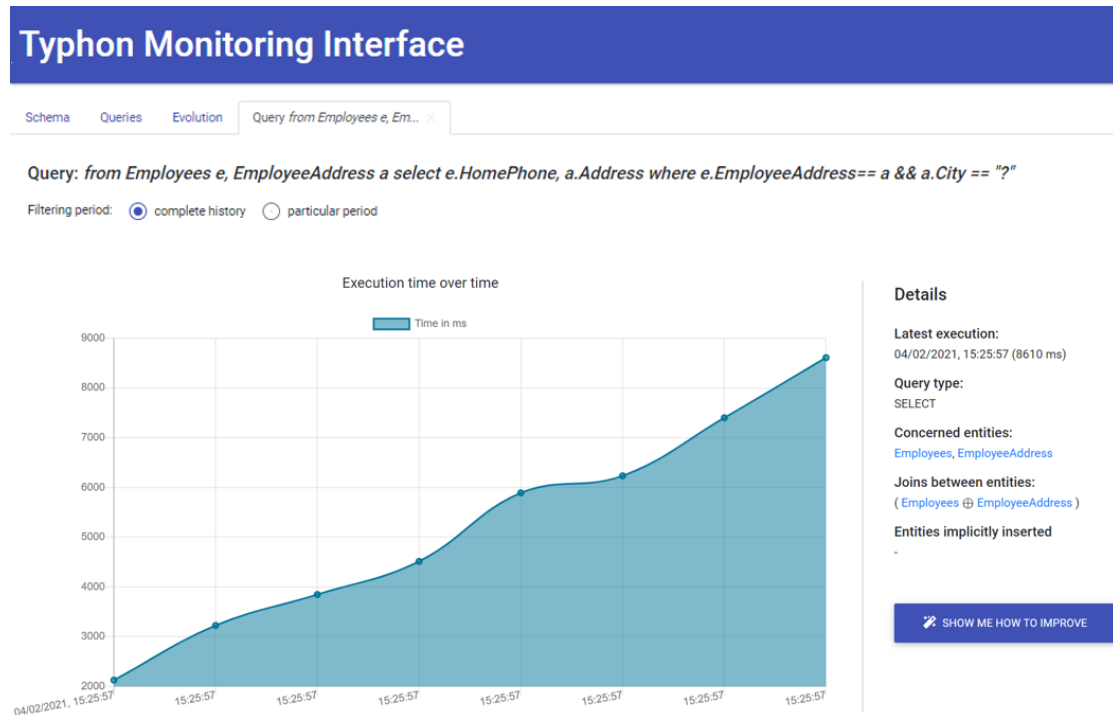 Typhon Monitoring Interface
Schema Queries Evolution Query from Employees e, Em... ×
Query: from Employees e, EmployeeAddress a select e.HomePhone, a.Address where e.EmployeeAddress== a && a.City == "?"
Filtering period: complete history particular period
Execution time over time
Time in ms
9000
8000
7000
6000
5000
4000
3000
2000
04/02/2021, 15:25:57 15:25:57 15:25:57 15:25:57 15:25:57 15:25:57 15:25:57 15:25:57
Details
Latest execution:
04/02/2021, 15:25:57 (8610 ms)
Query type:
SELECT
Concerned entities:
Employees, EmployeeAddress
Joins between entities:
( Employees ⊕ EmployeeAddress )
Entities implicitly inserted
-
SHOW ME HOW TO IMPROVE